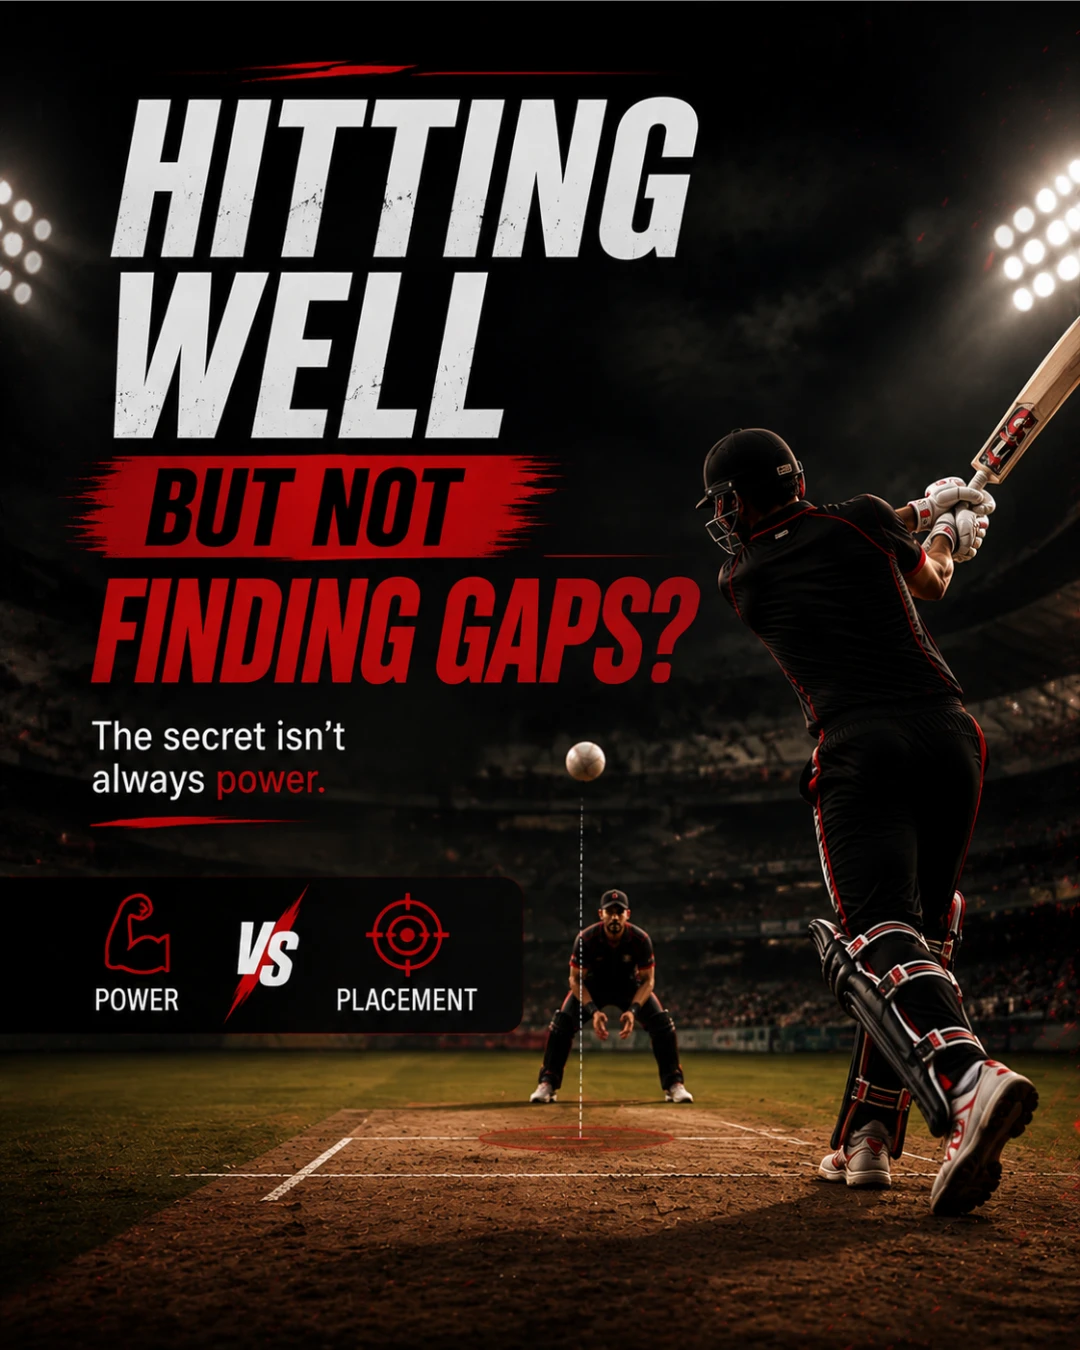 HITTING
WELL
BUT NOT
FINDING GAPS?
The secret isn't
always power.
POWER
VS
PLACEMENT